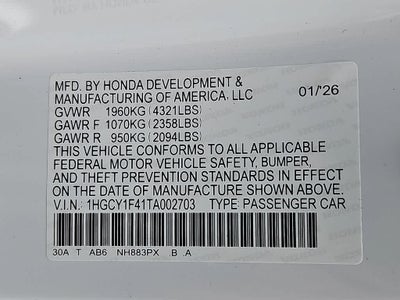 MFD. BY HONDA DEVELOPMENT &
MANUFACTURING OF AMERICA, LLC 01/'26
GVWR 1960KG (4321LBS)
GAWR F 1070KG (2358LBS)
GAWR R 950KG (2094LBS)
THIS VEHICLE CONFORMS TO ALL APPLICABLE
FEDERAL MOTOR VEHICLE SAFETY, BUMPER,
AND THEFT PREVENTION STANDARDS IN EFFECT
ON THE DATE OF MANUFACTURE SHOWN ABOVE.
V.I.N.: 1HGCY1F41TA002703 TYPE: PASSENGER CAR
30A T AB6 NH883PX B .A